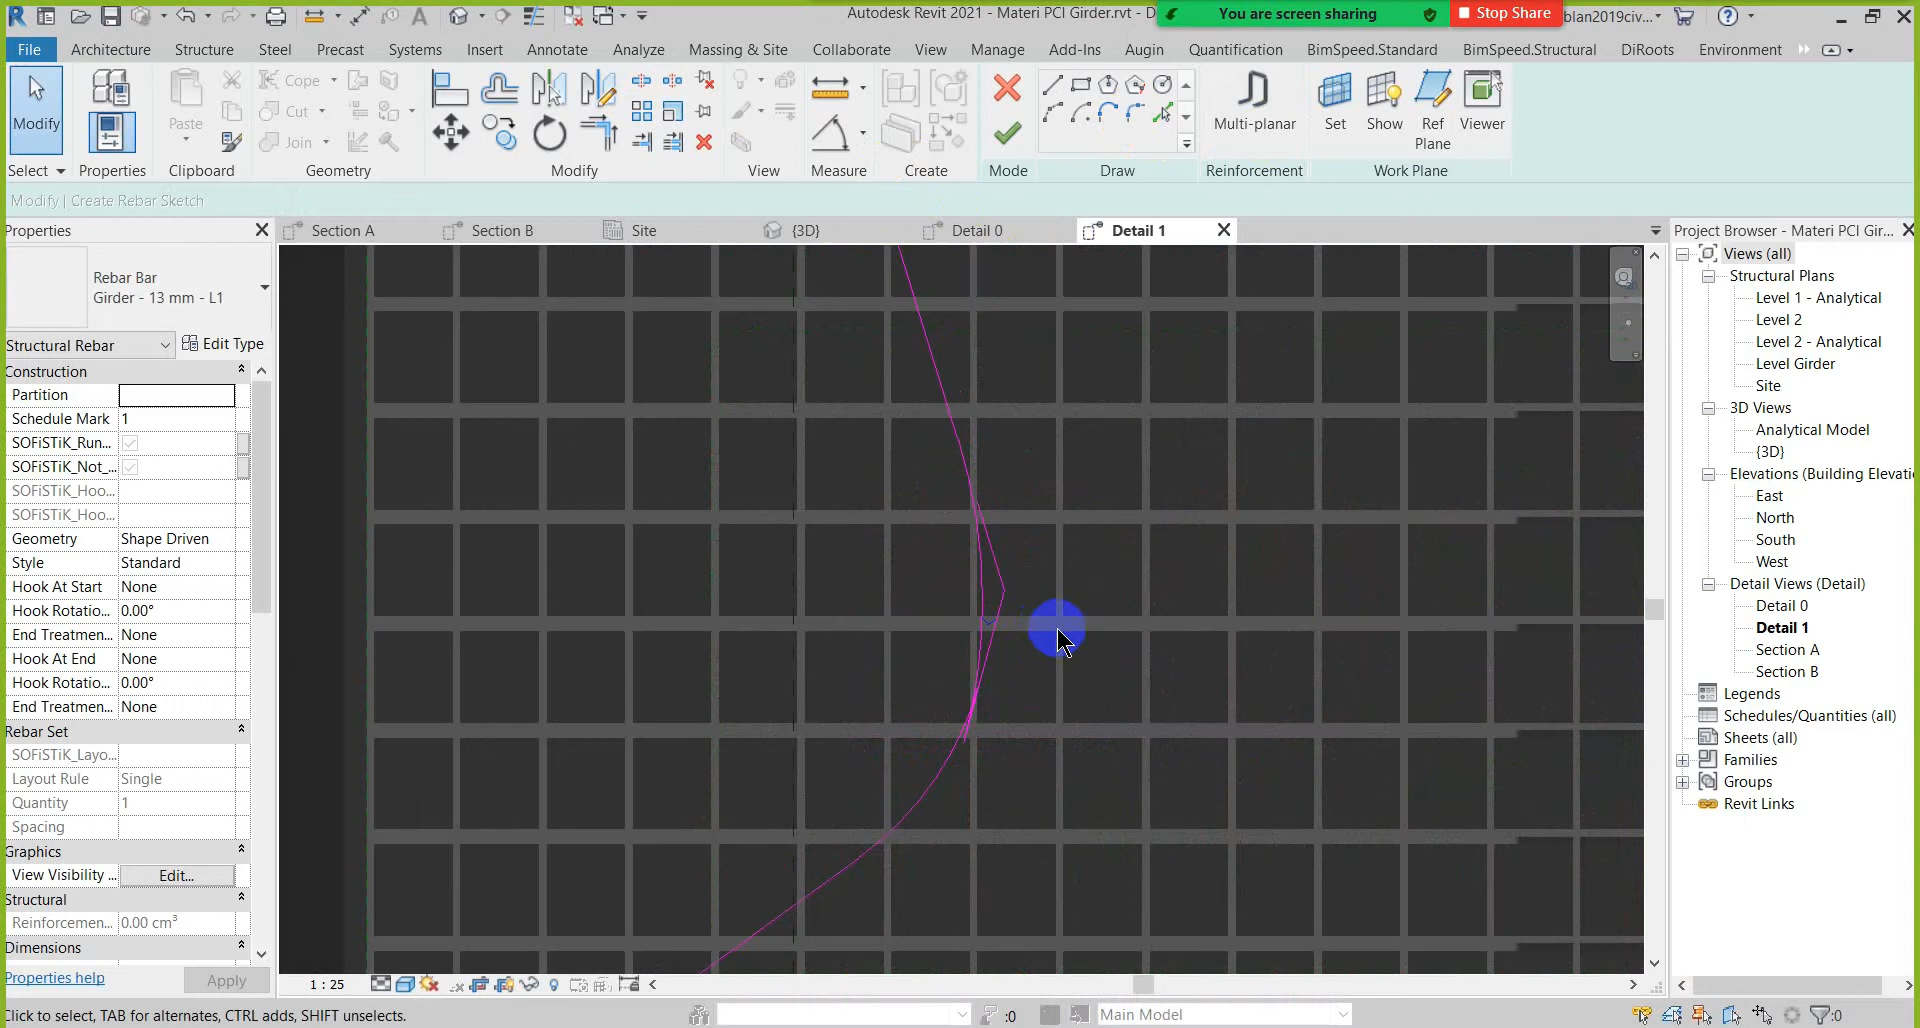 Autodesk Revit 2021 - Materi PCI Girder.rvt - D
You are screen sharing
Stop Share
blan2019civ...
File
Architecture
Structure
Steel
Precast
Systems
Insert
Annotate
Analyze
Massing & Site
Collaborate
View
Manage
Add-Ins
Augin
Quantification
BimSpeed.Standard
BimSpeed.Structural
DiRoots
Environment
Modify
Paste
Cope
Cut
Join
Multi-planar
Set
Show
Ref
Plane
Viewer
Select
Properties
Clipboard
Geometry
Modify
View
Measure
Create
Mode
Draw
Reinforcement
Work Plane
Modify | Create Rebar Sketch
Properties
Section A
Section B
Site
{3D}
Detail 0
Detail 1
Project Browser - Materi PCI Gir...
Rebar Bar
Girder - 13 mm - L1
Structural Rebar
Edit Type
Construction
Partition
Schedule Mark 1
SOFiSTiK_Run...
SOFiSTiK_Not_...
SOFiSTiK_Hoo...
SOFiSTiK_Hoo...
Geometry Shape Driven
Style Standard
Hook At Start None
Hook Rotatio... 0.00°
End Treatmen... None
Hook At End None
Hook Rotatio... 0.00°
End Treatmen... None
Rebar Set
SOFiSTiK_Layo...
Layout Rule Single
Quantity 1
Spacing
Graphics
View Visibility ... Edit...
Structural
Reinforcemen... 0.00 cm³
Dimensions
Properties help
Apply
Views (all)
Structural Plans
Level 1 - Analytical
Level 2
Level 2 - Analytical
Level Girder
Site
3D Views
Analytical Model
{3D}
Elevations (Building Elevati
East
North
South
West
Detail Views (Detail)
Detail 0
Detail 1
Section A
Section B
Legends
Schedules/Quantities (all)
Sheets (all)
Families
Groups
Revit Links
1 : 25
Click to select, TAB for alternates, CTRL adds, SHIFT unselects.
:0
Main Model
:0